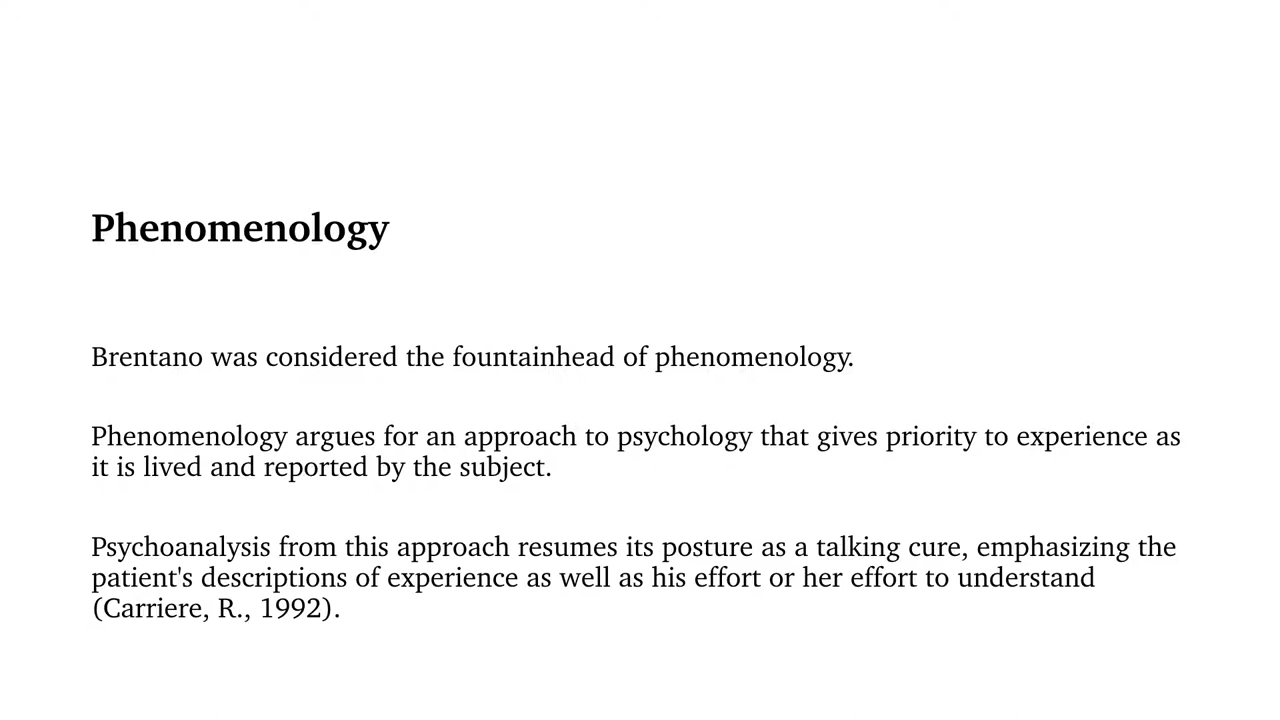 Phenomenology
Brentano was considered the fountainhead of phenomenology.
Phenomenology argues for an approach to psychology that gives priority to experience as
it is lived and reported by the subject.
Psychoanalysis from this approach resumes its posture as a talking cure, emphasizing the
patient's descriptions of experience as well as his effort or her effort to understand
(Carriere, R., 1992).